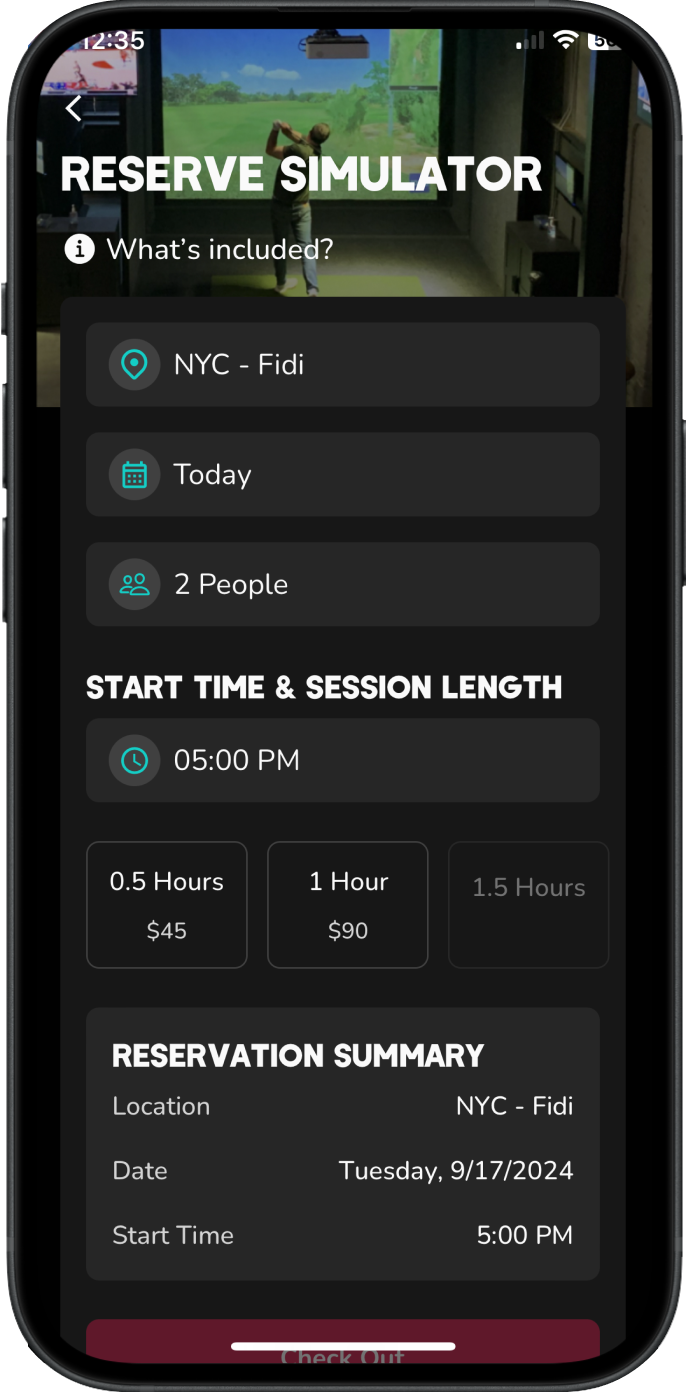 12:35
RESERVE SIMULATOR
What's included?
NYC - Fidi
Today
2 People
START TIME & SESSION LENGTH
05:00 PM
0.5 Hours 1 Hour 1.5 Hours
$45 $90
RESERVATION SUMMARY
Location NYC - Fidi
Date Tuesday, 9/17/2024
Start Time 5:00 PM
Check Out